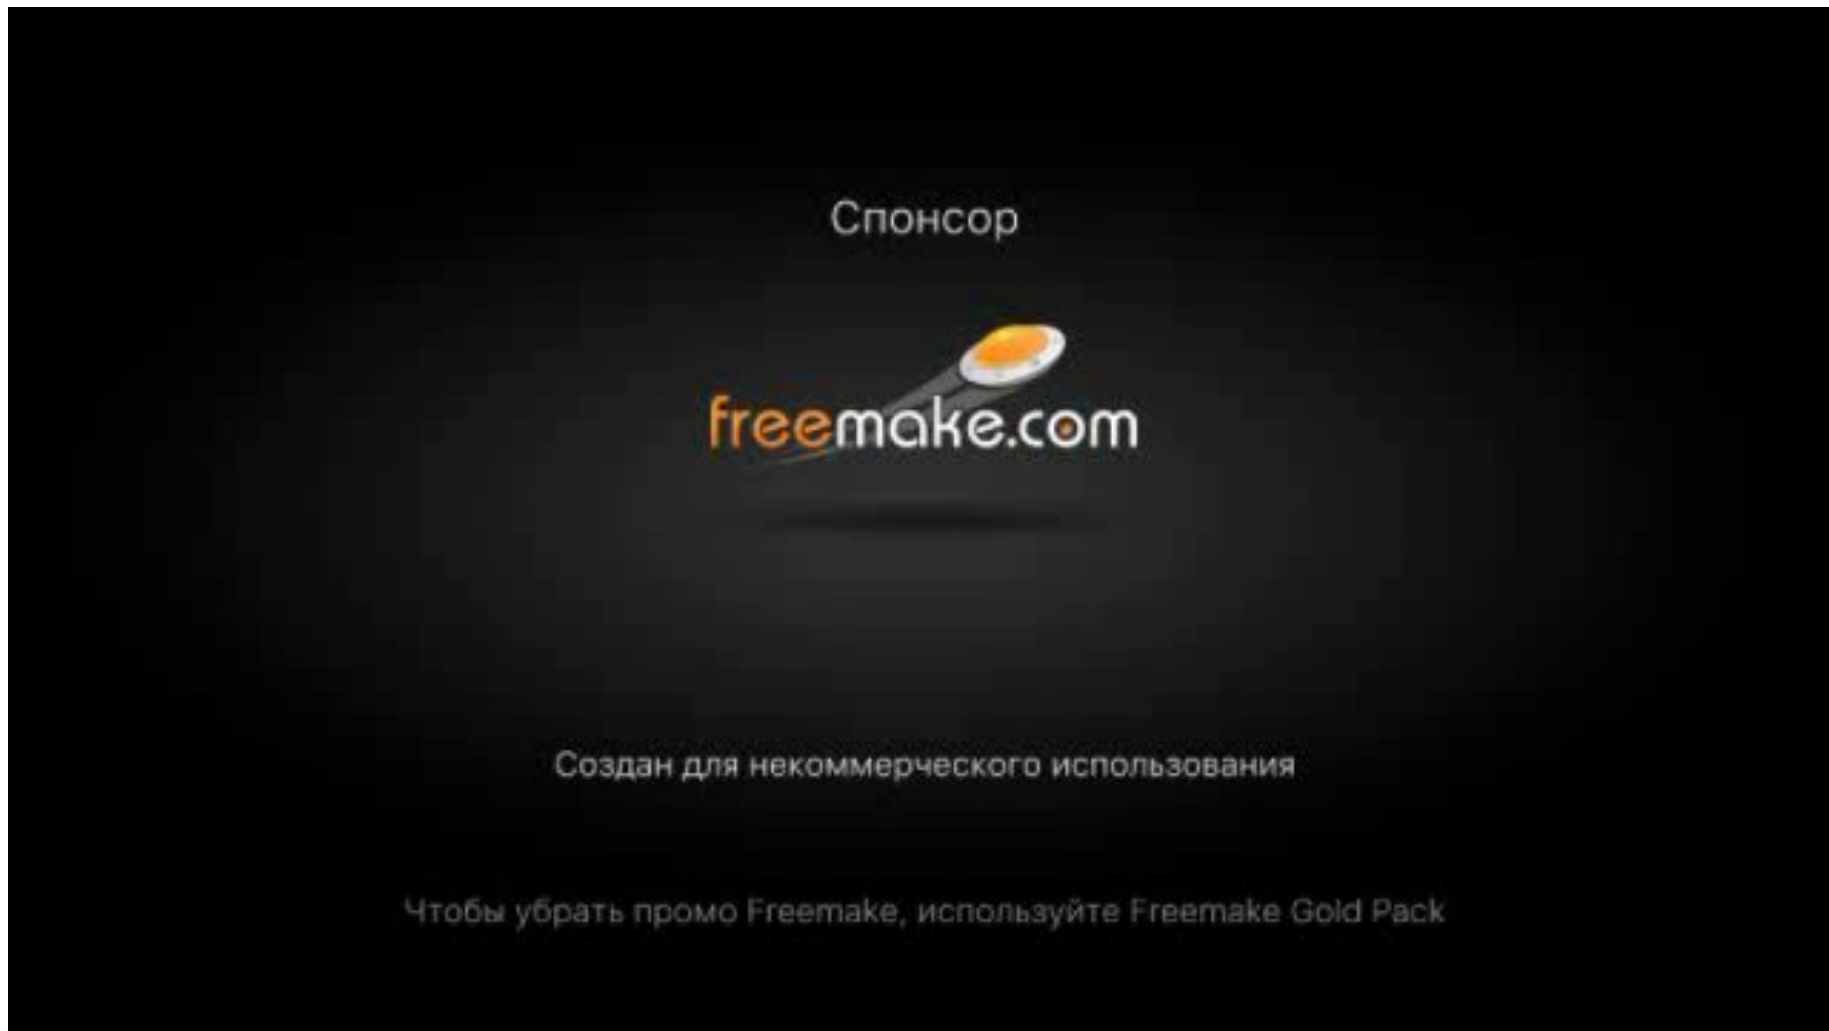 Спонсор
freemake.com
Создан для некоммерческого использования
Чтобы убрать промо Freemake, используйте Freemake Gold Pack